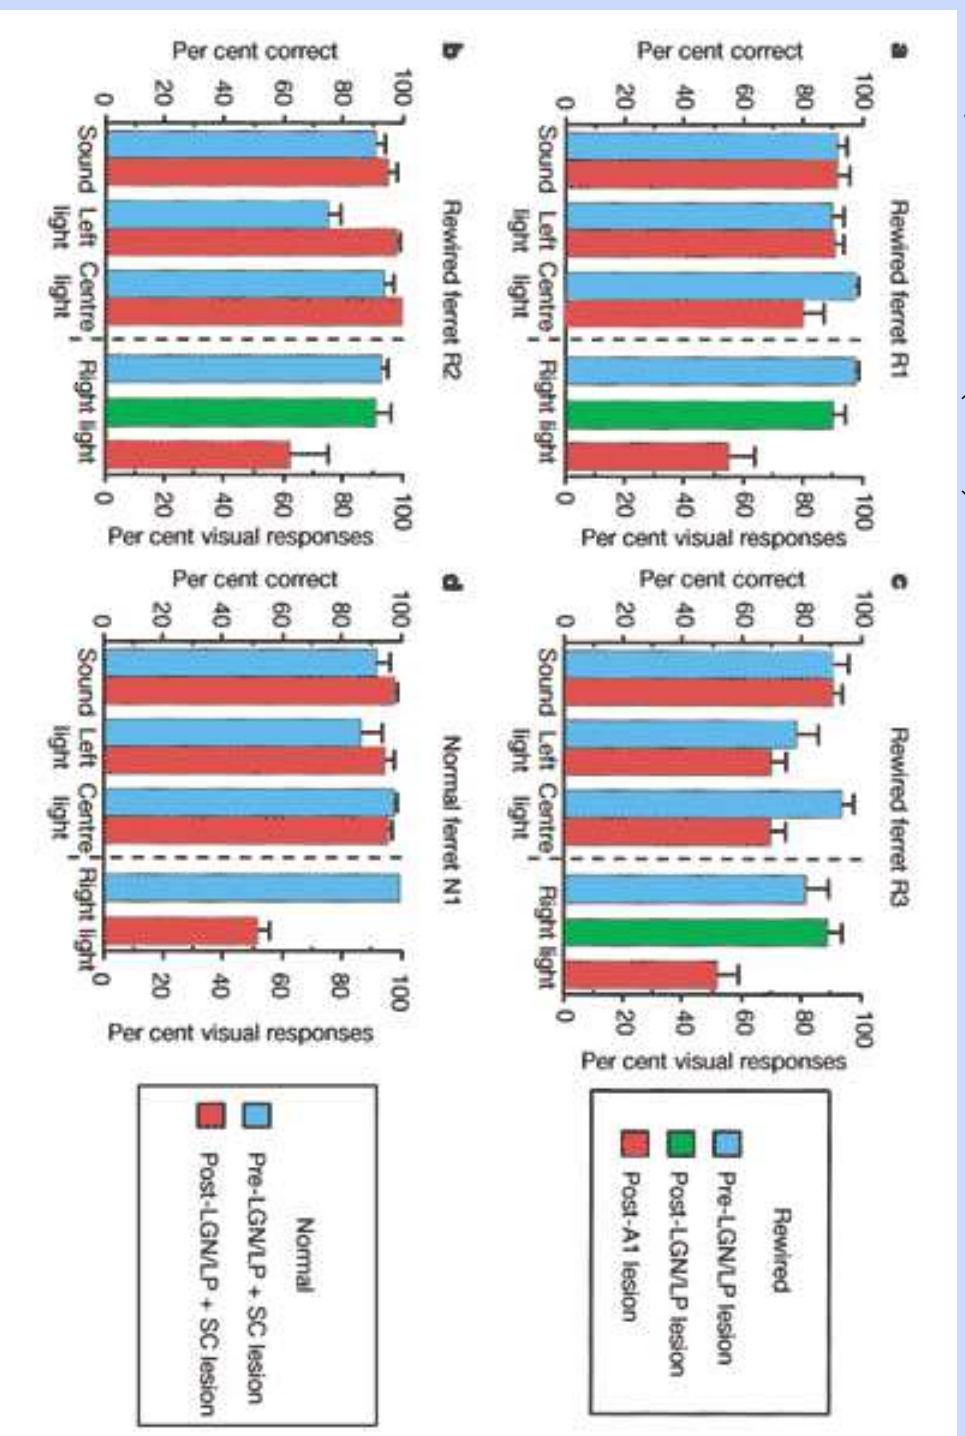 a
Rewired ferret R1
Per cent correct
100
80
60
40
20
0
Sound
Left
light
Centre
light
Right light
100
80
60
40
20
0
Per cent visual responses
c
Rewired ferret R3
Per cent correct
100
80
60
40
20
0
Sound
Left
light
Centre
light
Right light
100
80
60
40
20
0
Per cent visual responses
Rewired
Pre-LGN/LP lesion
Post-LGN/LP lesion
Post-A1 lesion
b
Rewired ferret R2
Per cent correct
100
80
60
40
20
0
Sound
Left
light
Centre
light
Right light
100
80
60
40
20
0
Per cent visual responses
d
Normal ferret N1
Per cent correct
100
80
60
40
20
0
Sound
Left
light
Centre
light
Right light
100
80
60
40
20
0
Per cent visual responses
Normal
Pre-LGN/LP + SC lesion
Post-LGN/LP + SC lesion